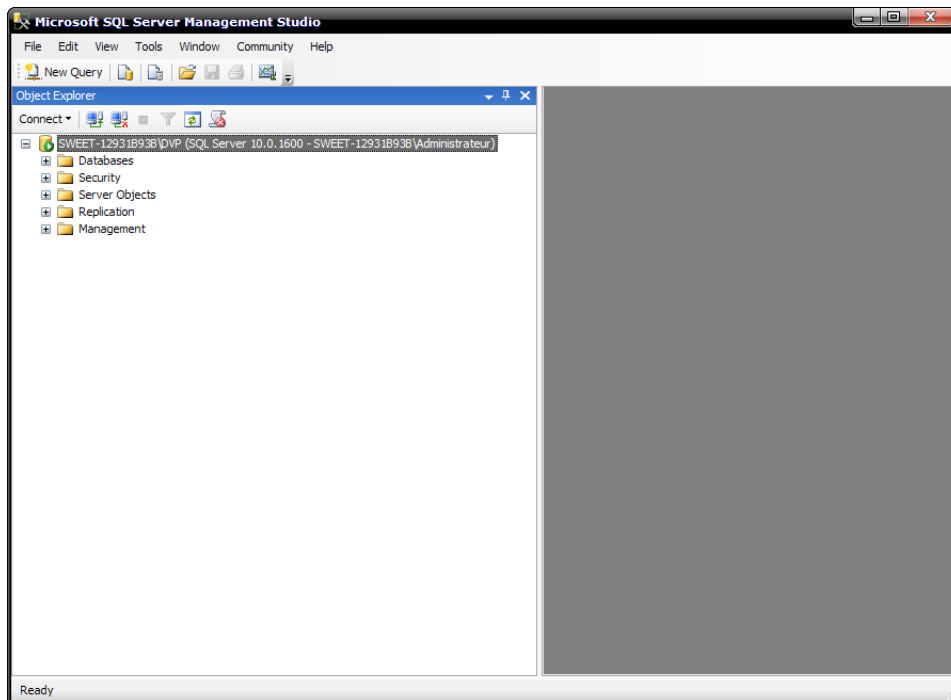 Microsoft SQL Server Management Studio
File Edit View Tools Window Community Help
New Query
Object Explorer
Connect
SWEET-12931B93B\DVP (SQL Server 10.0.1600 - SWEET-12931B93B\Administrateur)
Databases
Security
Server Objects
Replication
Management
Ready